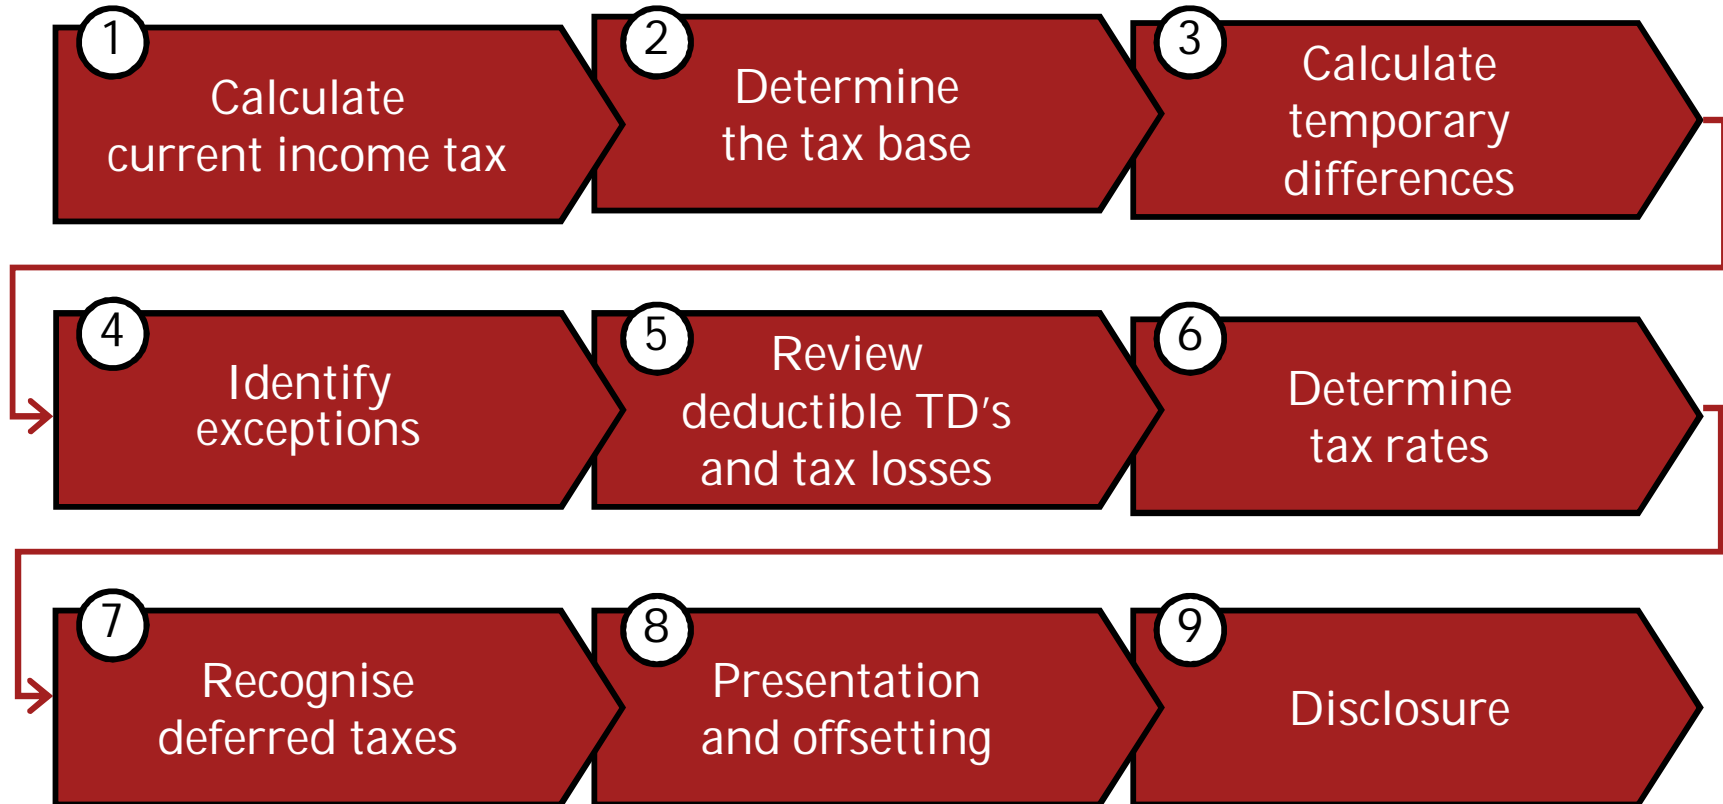 1
Calculate
current income tax
2
Determine
the tax base
3
Calculate
temporary
differences
4
Identify
exceptions
5
Review
deductible TD's
and tax losses
6
Determine
tax rates
7
Recognise
deferred taxes
8
Presentation
and offsetting
9
Disclosure